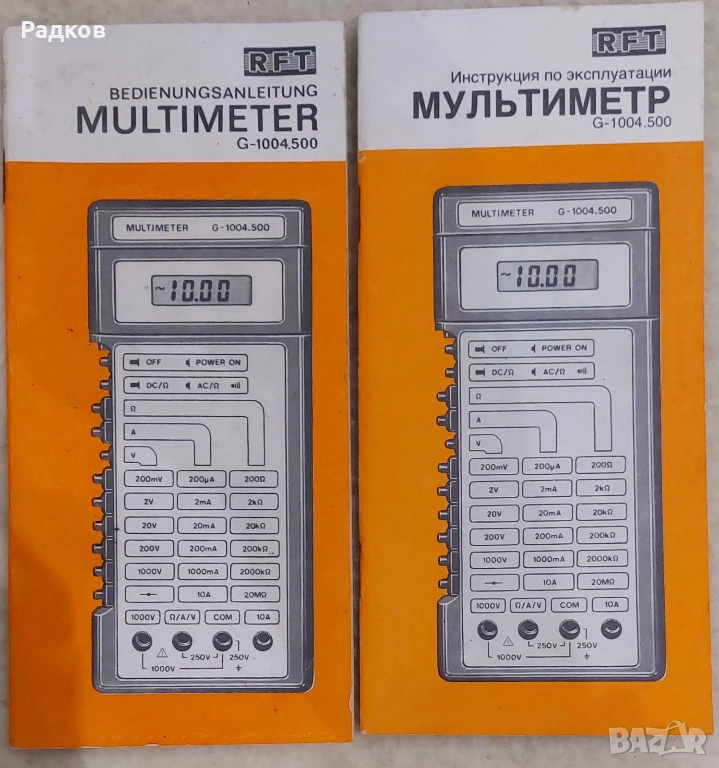 Радков
RFT
BEDIENUNGSANLEITUNG
MULTIMETER
G-1004.500
MULTIMETER G-1004.500
~10.00
OFF POWER ON
DC/Ω AC/Ω
Ω
A
V
200mV 200μA 200Ω
2V 2mA 2kΩ
20V 20mA 20kΩ
200V 200mA 200kΩ
1000V 1000mA 2000kΩ
10A 20MΩ
1000V Ω/A/V COM 10A
250V 250V
1000V
RFT
Инструкция по эксплуатации
МУЛЬТИМЕТР
G-1004.500
MULTIMETER G-1004.500
~10.00
OFF POWER ON
DC/Ω AC/Ω
Ω
A
V
200mV 200μA 200Ω
2V 2mA 2kΩ
20V 20mA 20kΩ
200V 200mA 200kΩ
1000V 1000mA 2000kΩ
10A 20MΩ
1000V Ω/A/V COM 10A
250V 250V
1000V
BAZAR